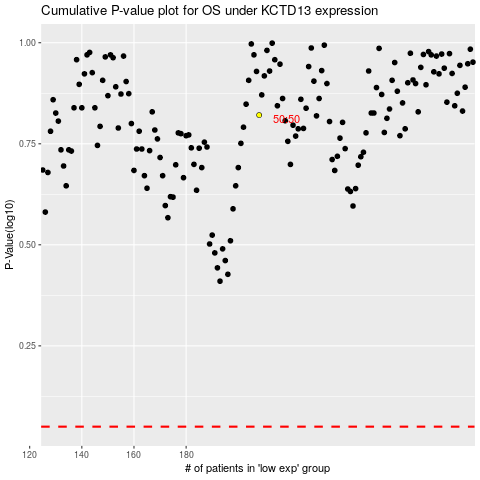 Cumulative P-value plot for OS under KCTD13 expression
P-Value(log10)
1.00
0.75
0.50
0.25
50:50
120 140 160 180
# of patients in 'low exp' group